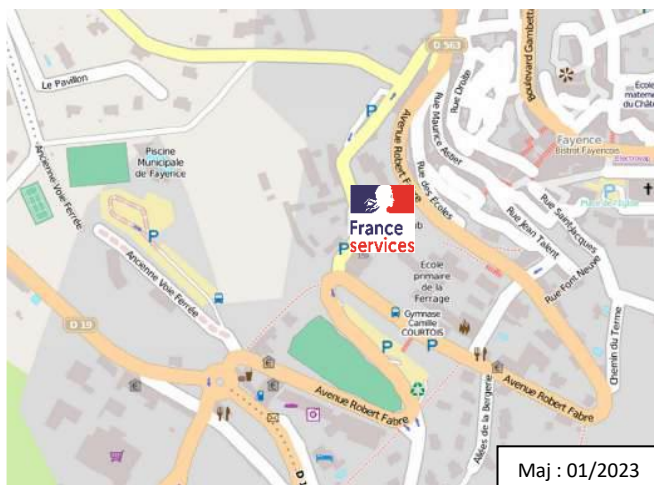 D 563
Boulevard Gambetta
Le Pavillon
Rue Droite
Rue Maurice Astier
Avenue Robert Fabre
Fayence
Bistrot Fayençois
Ancienne Voie Ferrée
Piscine
Municipale
de Fayence
P
Rue des Ecoles
Rue Saint-Jacques
Rue Jean Talent
France
services
P
P
P
P
Ancienne Voie Ferrée
Ecole
primaire
de la
Ferrage
Rue Font Neuve
Chemin du Terme
D 19
Gymnase
Camille
COURTOIS
P
P
Avenue Robert Fabre
Allées de la Bergerie
Avenue Robert Fabre
Maj : 01/2023